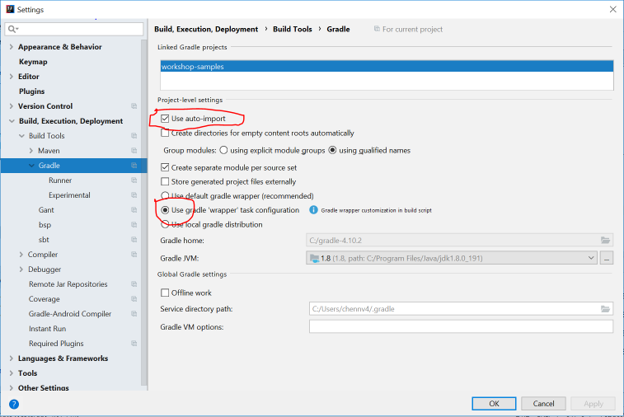 Settings
Build, Execution, Deployment › Build Tools › Gradle
For current project
Appearance & Behavior
Keymap
Editor
Plugins
Version Control
Build, Execution, Deployment
Build Tools
Maven
Gradle
Runner
Experimental
Gant
bsp
sbt
Compiler
Debugger
Remote Jar Repositories
Coverage
Gradle-Android Compiler
Instant Run
Required Plugins
Languages & Frameworks
Tools
Other Settings
Linked Gradle projects
workshop-samples
Project-level settings
Use auto-import
Create directories for empty content roots automatically
Group modules: using explicit module groups using qualified names
Create separate module per source set
Store generated project files externally
Use default gradle wrapper (recommended)
Use gradle 'wrapper' task configuration Gradle wrapper customization in build script
Use local gradle distribution
Gradle home: C:/gradle-4.10.2
Gradle JVM: 1.8 (1.8. path: C:/Program Files/Java/jdk1.8.0_191) ...
Global Gradle settings
Offline work
Service directory path: C:/Users/chennv4/.gradle
Gradle VM options:
?
OK Cancel Apply